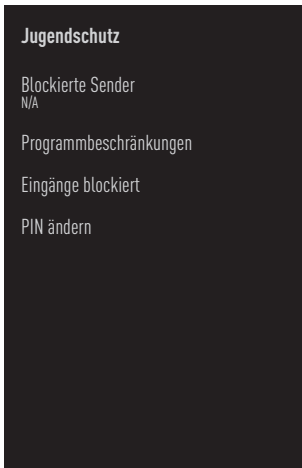 Jugendschutz
Blockierte Sender
N/A
Programmbeschränkungen
Eingänge blockiert
PIN ändern